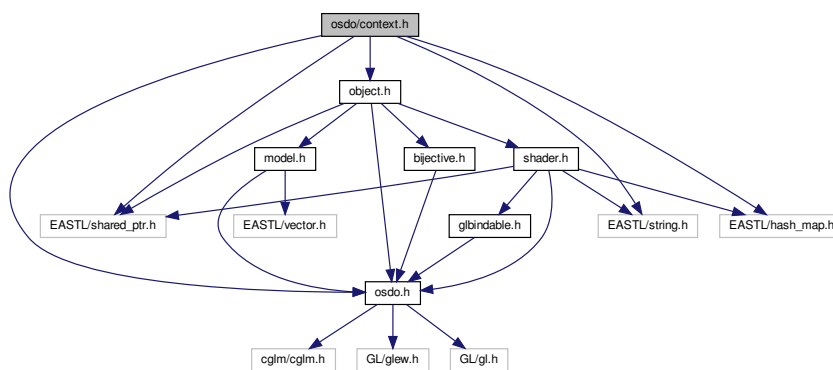 osdo/context.h
object.h
model.h
bijective.h
shader.h
EASTL/shared_ptr.h
EASTL/vector.h
glbindable.h
EASTL/string.h
EASTL/hash_map.h
osdo.h
cglm/cglm.h
GL/glew.h
GL/gl.h